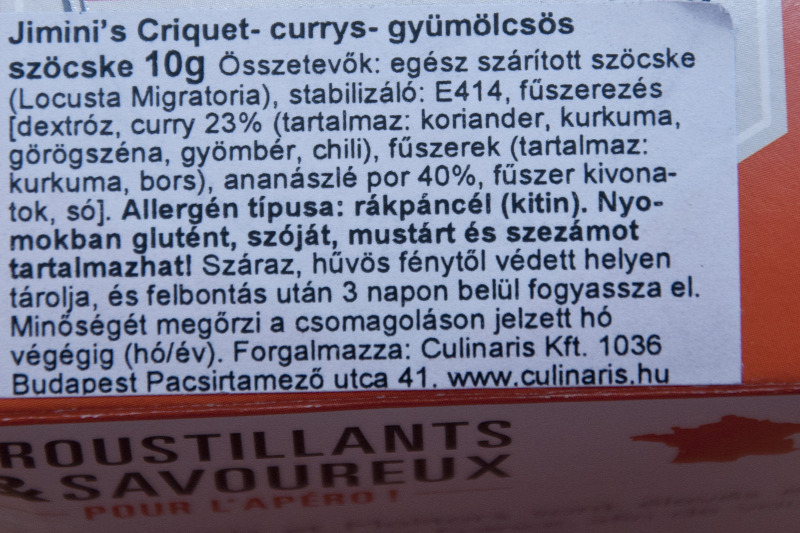 Jimini's Criquet- currys- gyümölcsös
szöcske 10g Összetevők: egész szárított szöcske
(Locusta Migratoria), stabilizáló: E414, fűszerezés
[dextróz, curry 23% (tartalmaz: koriander, kurkuma,
görögszéna, gyömbér, chili), fűszerek (tartalmaz:
kurkuma, bors), ananászlé por 40%, fűszer kivona-
tok, só]. Allergén típusa: rákpáncél (kitin). Nyo-
mokban glutént, szóját, mustárt és szezámot
tartalmazhat! Száraz, hűvös fénytől védett helyen
tárolja, és felbontás után 3 napon belül fogyassza el.
Minőségét megőrzi a csomagoláson jelzett hó
végégig (hó/év). Forgalmazza: Culinaris Kft. 1036
Budapest Pacsirtamező utca 41. www.culinaris.hu
ROUSTILLANTS
& SAVOUREUX
POUR L'APÉRO !